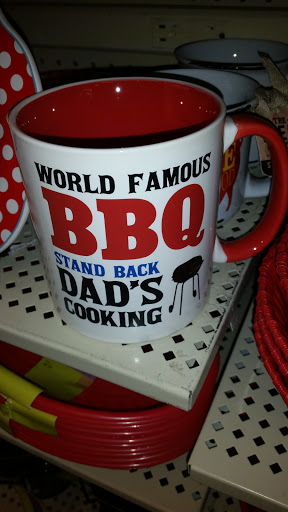 WORLD FAMOUS
BBQ
STAND BACK
DAD'S
COOKING